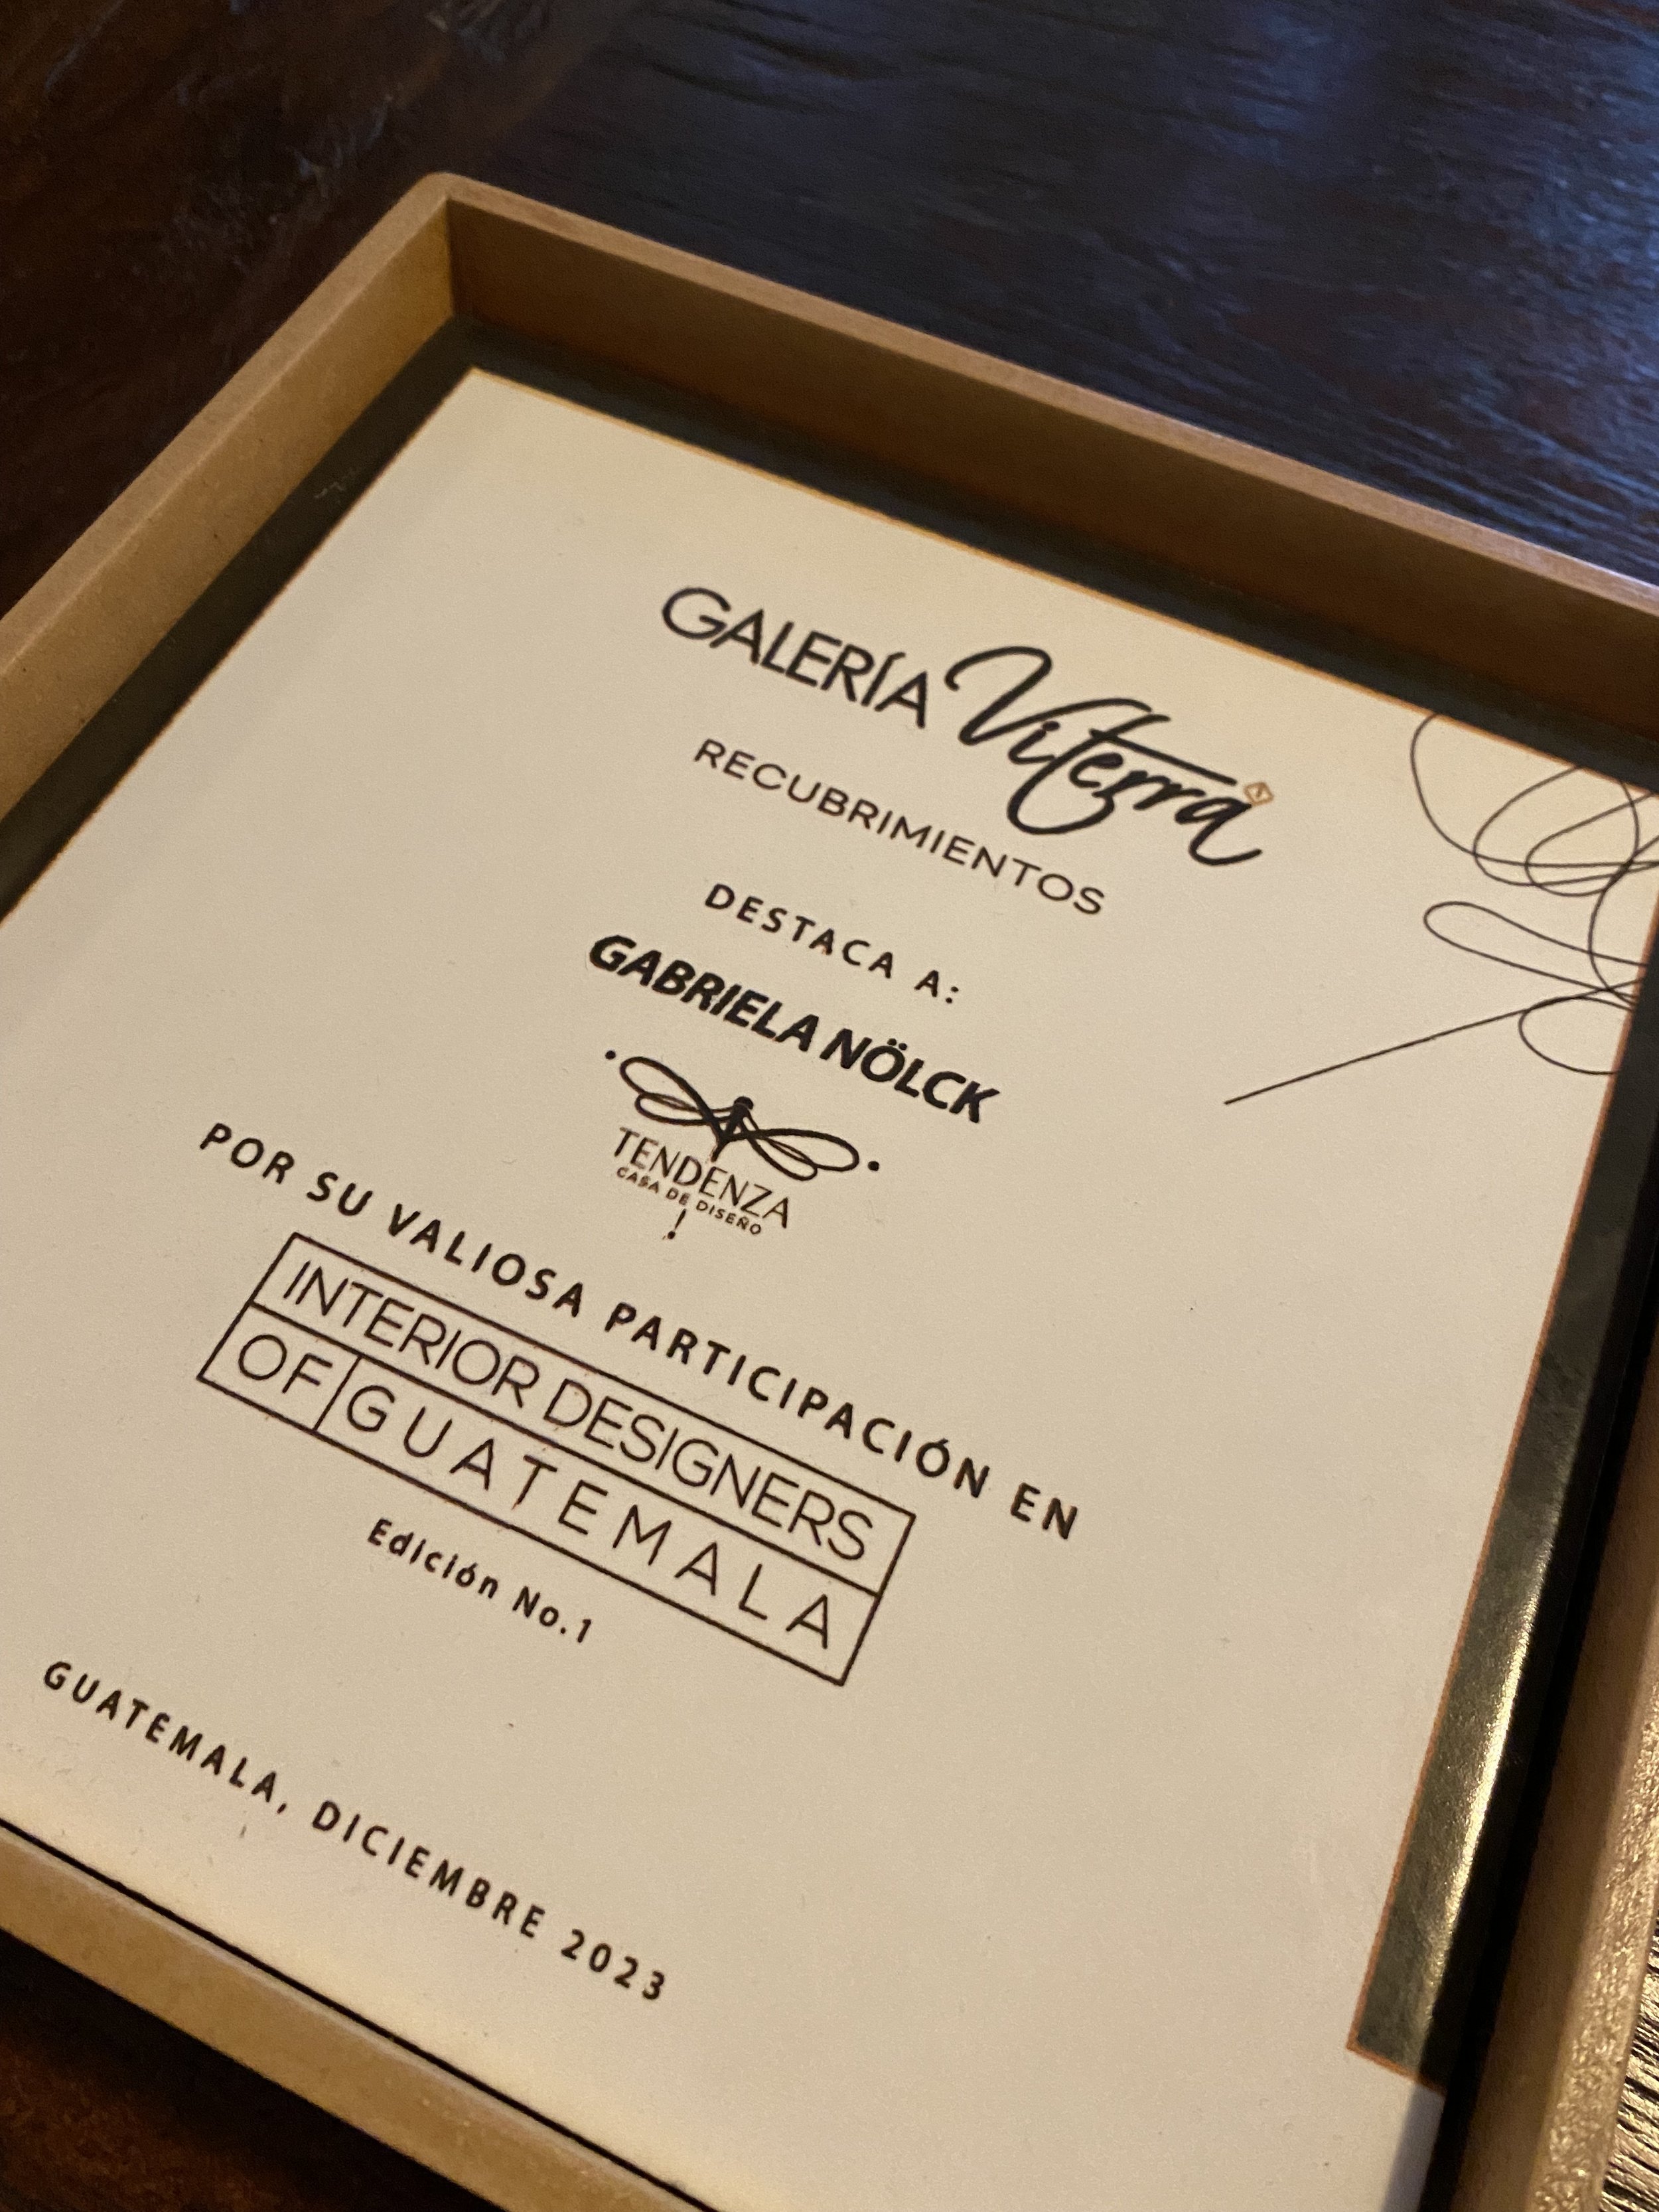 GALERÍA Viterra
RECUBRIMIENTOS
DESTACA A:
GABRIELA NÖLCK
TENDENZA
CASA DE DISEÑO
POR SU VALIOSA PARTICIPACIÓN EN
INTERIOR DESIGNERS
OF GUATEMALA
Edición No.1
GUATEMALA, DICIEMBRE 2023